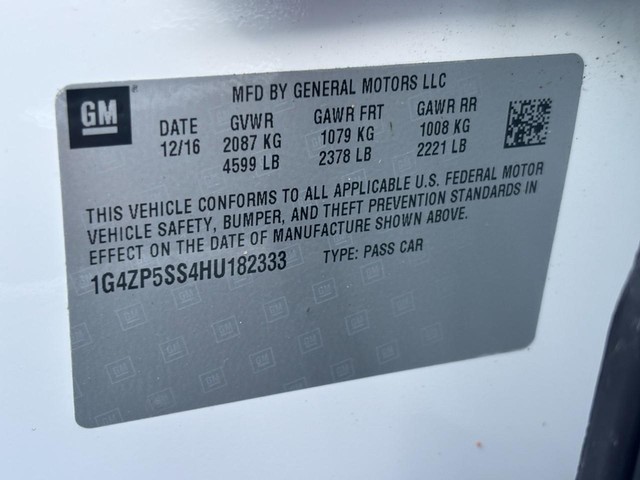 GM
MFD BY GENERAL MOTORS LLC
DATE GVWR GAWR FRT GAWR RR
12/16 2087 KG 1079 KG 1008 KG
4599 LB 2378 LB 2221 LB
THIS VEHICLE CONFORMS TO ALL APPLICABLE U.S. FEDERAL MOTOR
VEHICLE SAFETY, BUMPER, AND THEFT PREVENTION STANDARDS IN
EFFECT ON THE DATE OF MANUFACTURE SHOWN ABOVE.
1G4ZP5SS4HU182333 TYPE: PASS CAR